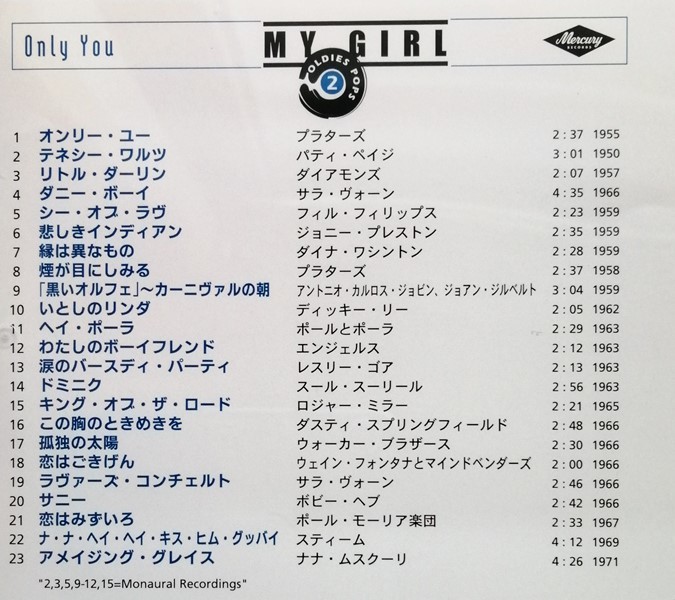 Only You
MY GIRL
OLDIES POPS
2
Mercury
RECORDS
1 オンリー・ユー プラターズ 2:37 1955
2 テネシー・ワルツ パティ・ペイジ 3:01 1950
3 リトル・ダーリン ダイアモンズ 2:07 1957
4 ダニー・ボーイ サラ・ヴォーン 4:35 1966
5 シー・オブ・ラヴ フィル・フィリップス 2:23 1959
6 悲しきインディアン ジョニー・プレストン 2:35 1959
7 縁は異なもの ダイナ・ワシントン 2:28 1959
8 煙が目にしみる プラターズ 2:37 1958
9 「黒いオルフェ」～カーニヴァルの朝 アントニオ・カルロス・ジョビン、ジョアン・ジルベルト 3:04 1959
10 いとしのリンダ ディッキー・リー 2:05 1962
11 ヘイ・ポーラ ポールとポーラ 2:29 1963
12 わたしのボーイフレンド エンジェルス 2:12 1963
13 涙のバースディ・パーティ レスリー・ゴア 2:13 1963
14 ドミニク スール・スーリール 2:56 1963
15 キング・オブ・ザ・ロード ロジャー・ミラー 2:21 1965
16 この胸のときめきを ダスティ・スプリングフィールド 2:48 1966
17 孤独の太陽 ウォーカー・ブラザース 2:30 1966
18 恋はごきげん ウェイン・フォンタナとマインドベンダーズ 2:00 1966
19 ラヴァーズ・コンチェルト サラ・ヴォーン 2:46 1966
20 サニー ボビー・ヘブ 2:42 1966
21 恋はみずいろ ポール・モーリア楽団 2:33 1967
22 ナ・ナ・ヘイ・ヘイ・キス・ヒム・グッバイ スティーム 4:12 1969
23 アメイジング・グレイス ナナ・ムスクーリ 4:26 1971
"2,3,5,9-12,15=Monaural Recordings"